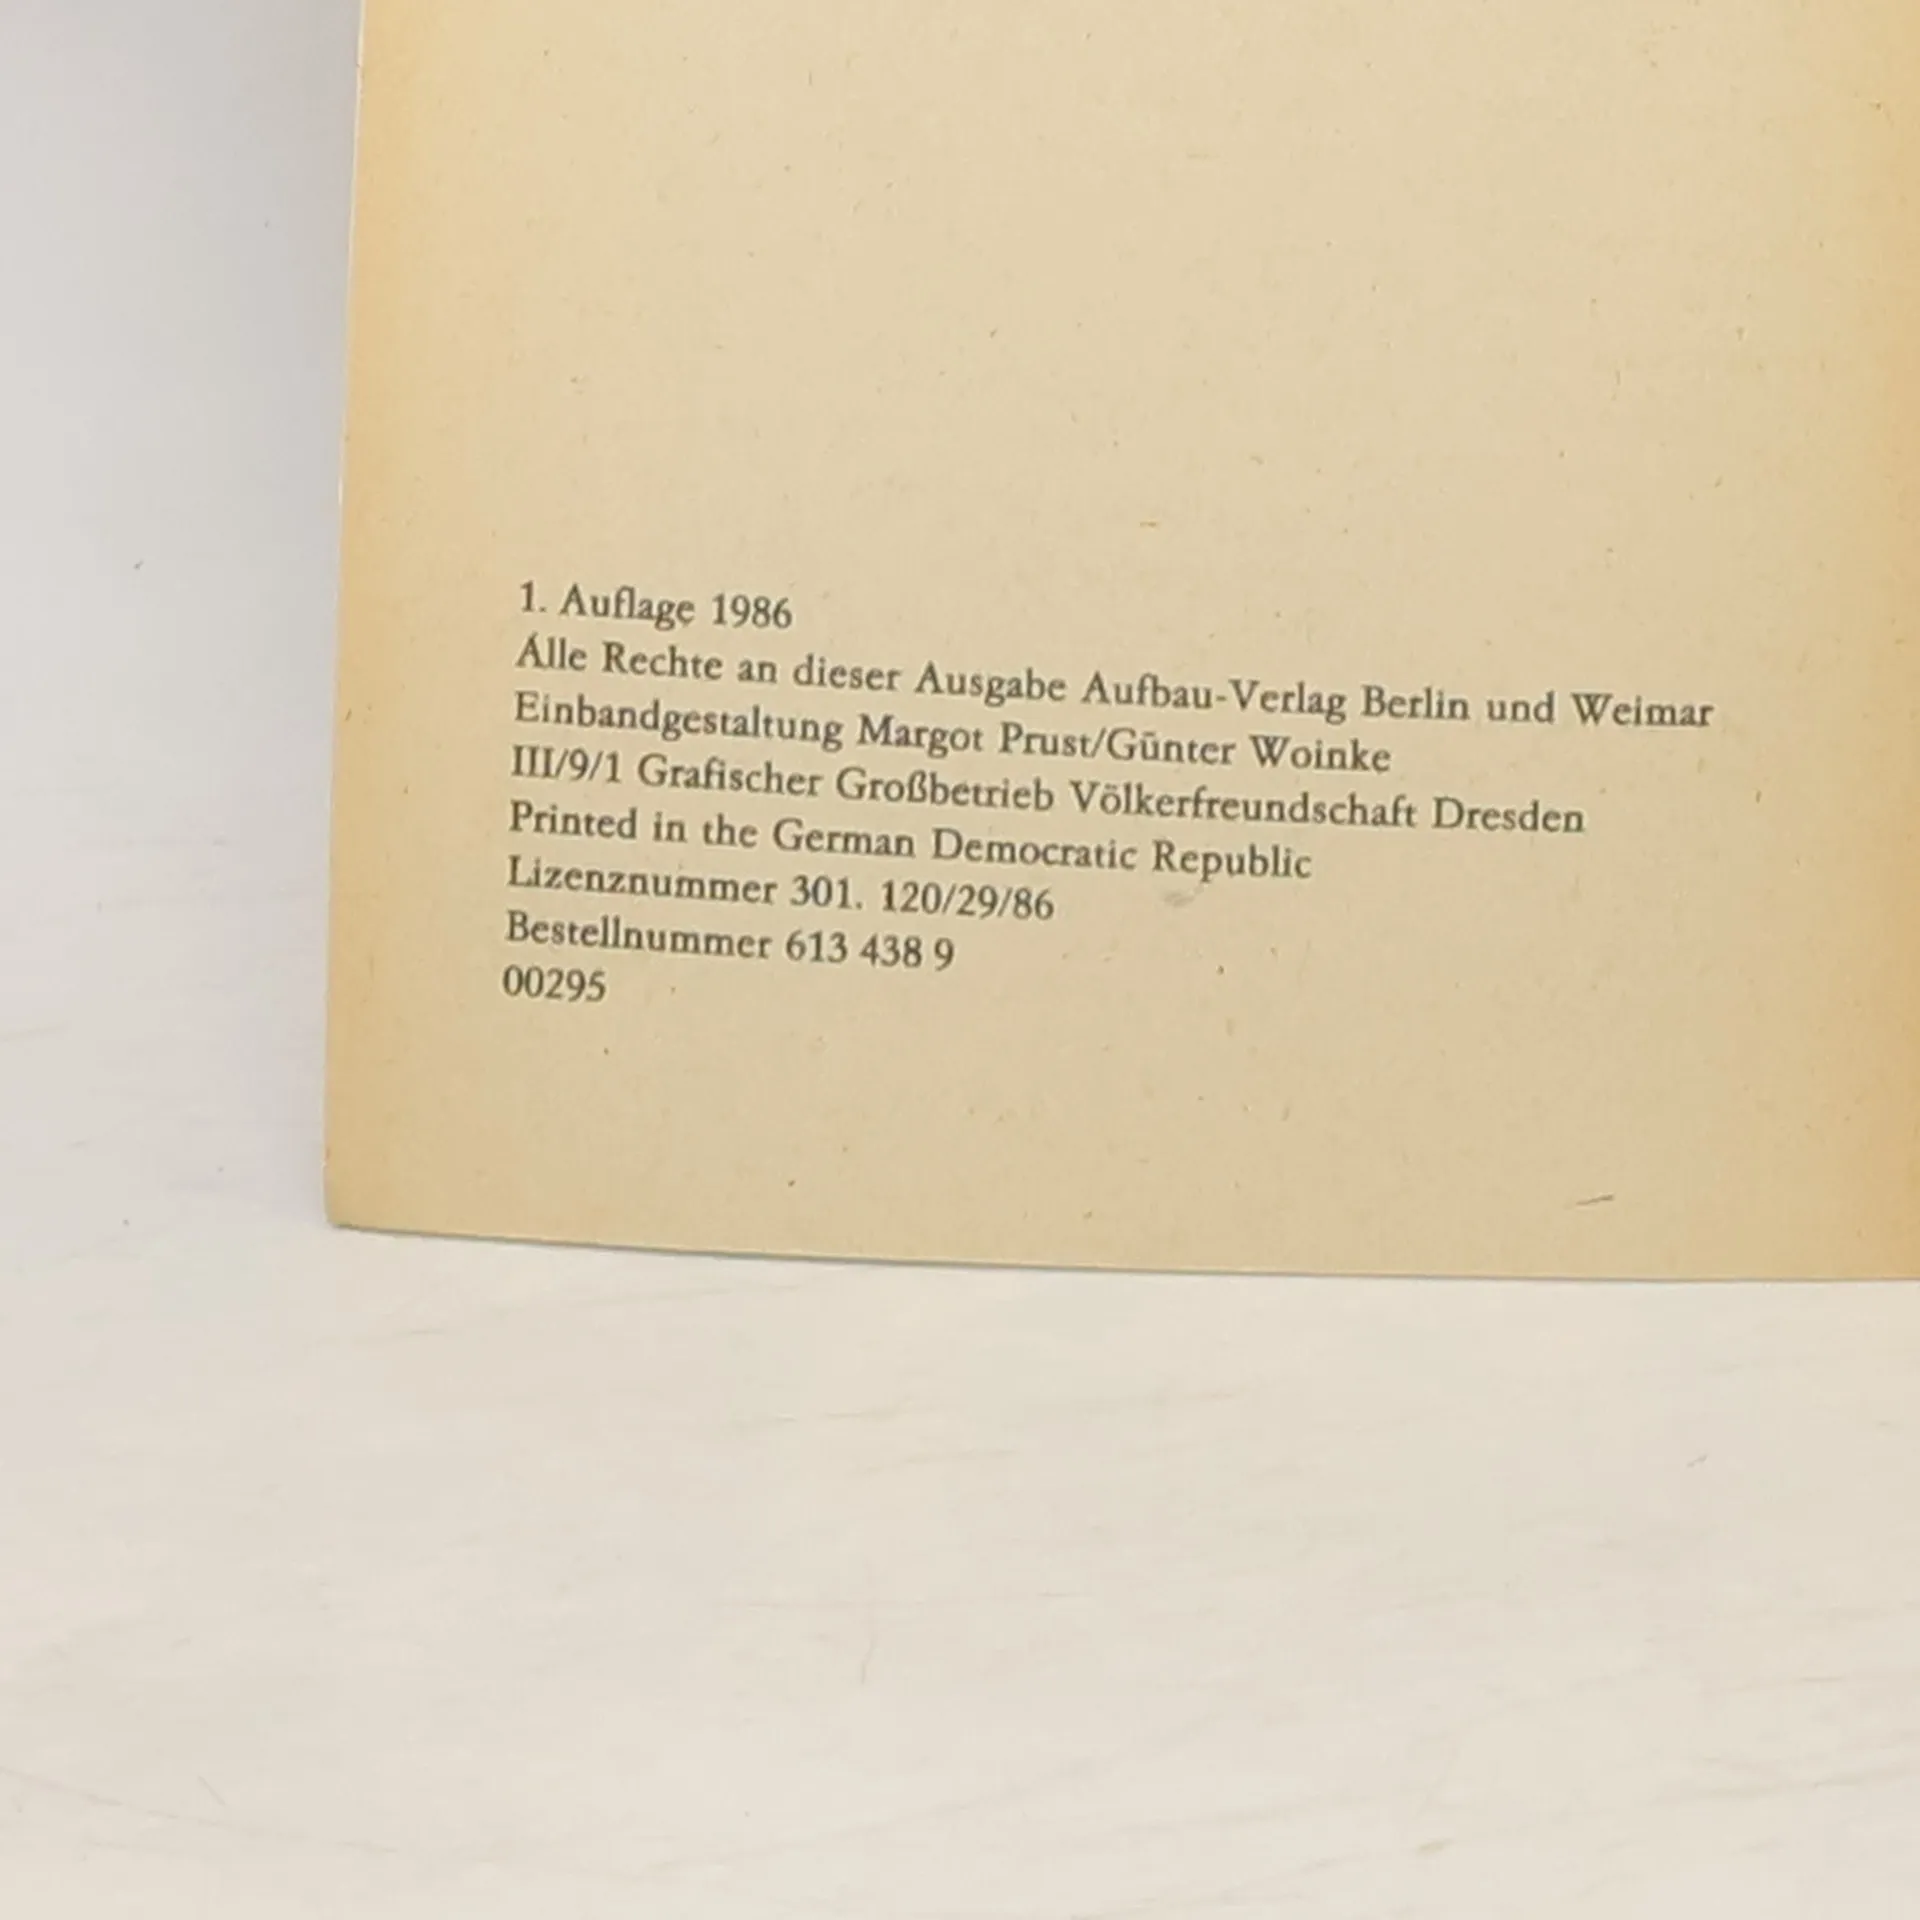 1. Auflage 1986
Alle Rechte an dieser Ausgabe Aufbau-Verlag Berlin und Weimar
Einbandgestaltung Margot Prust/Günter Woinke
III/9/1 Grafischer Großbetrieb Völkerfreundschaft Dresden
Printed in the German Democratic Republic
Lizenznummer 301. 120/29/86
Bestellnummer 613 438 9
00295